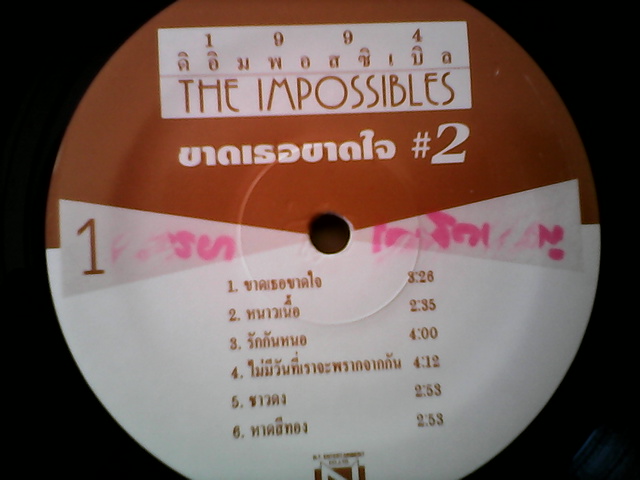 1 9 9 4
ดิ อิ ม พ อ ส ซิ เ บิ้ ล
THE IMPOSSIBLES
ขาดเธอขาดใจ #2
1
1. ขาดเธอขาดใจ 3:26
2. หนาวเนื้อ 2:35
3. รักกันหนอ 4:00
4. ไม่มีวันที่เราจะพรากจากกัน 4:12
5. ชาวดง 2:53
6. หาดสีทอง 2:53